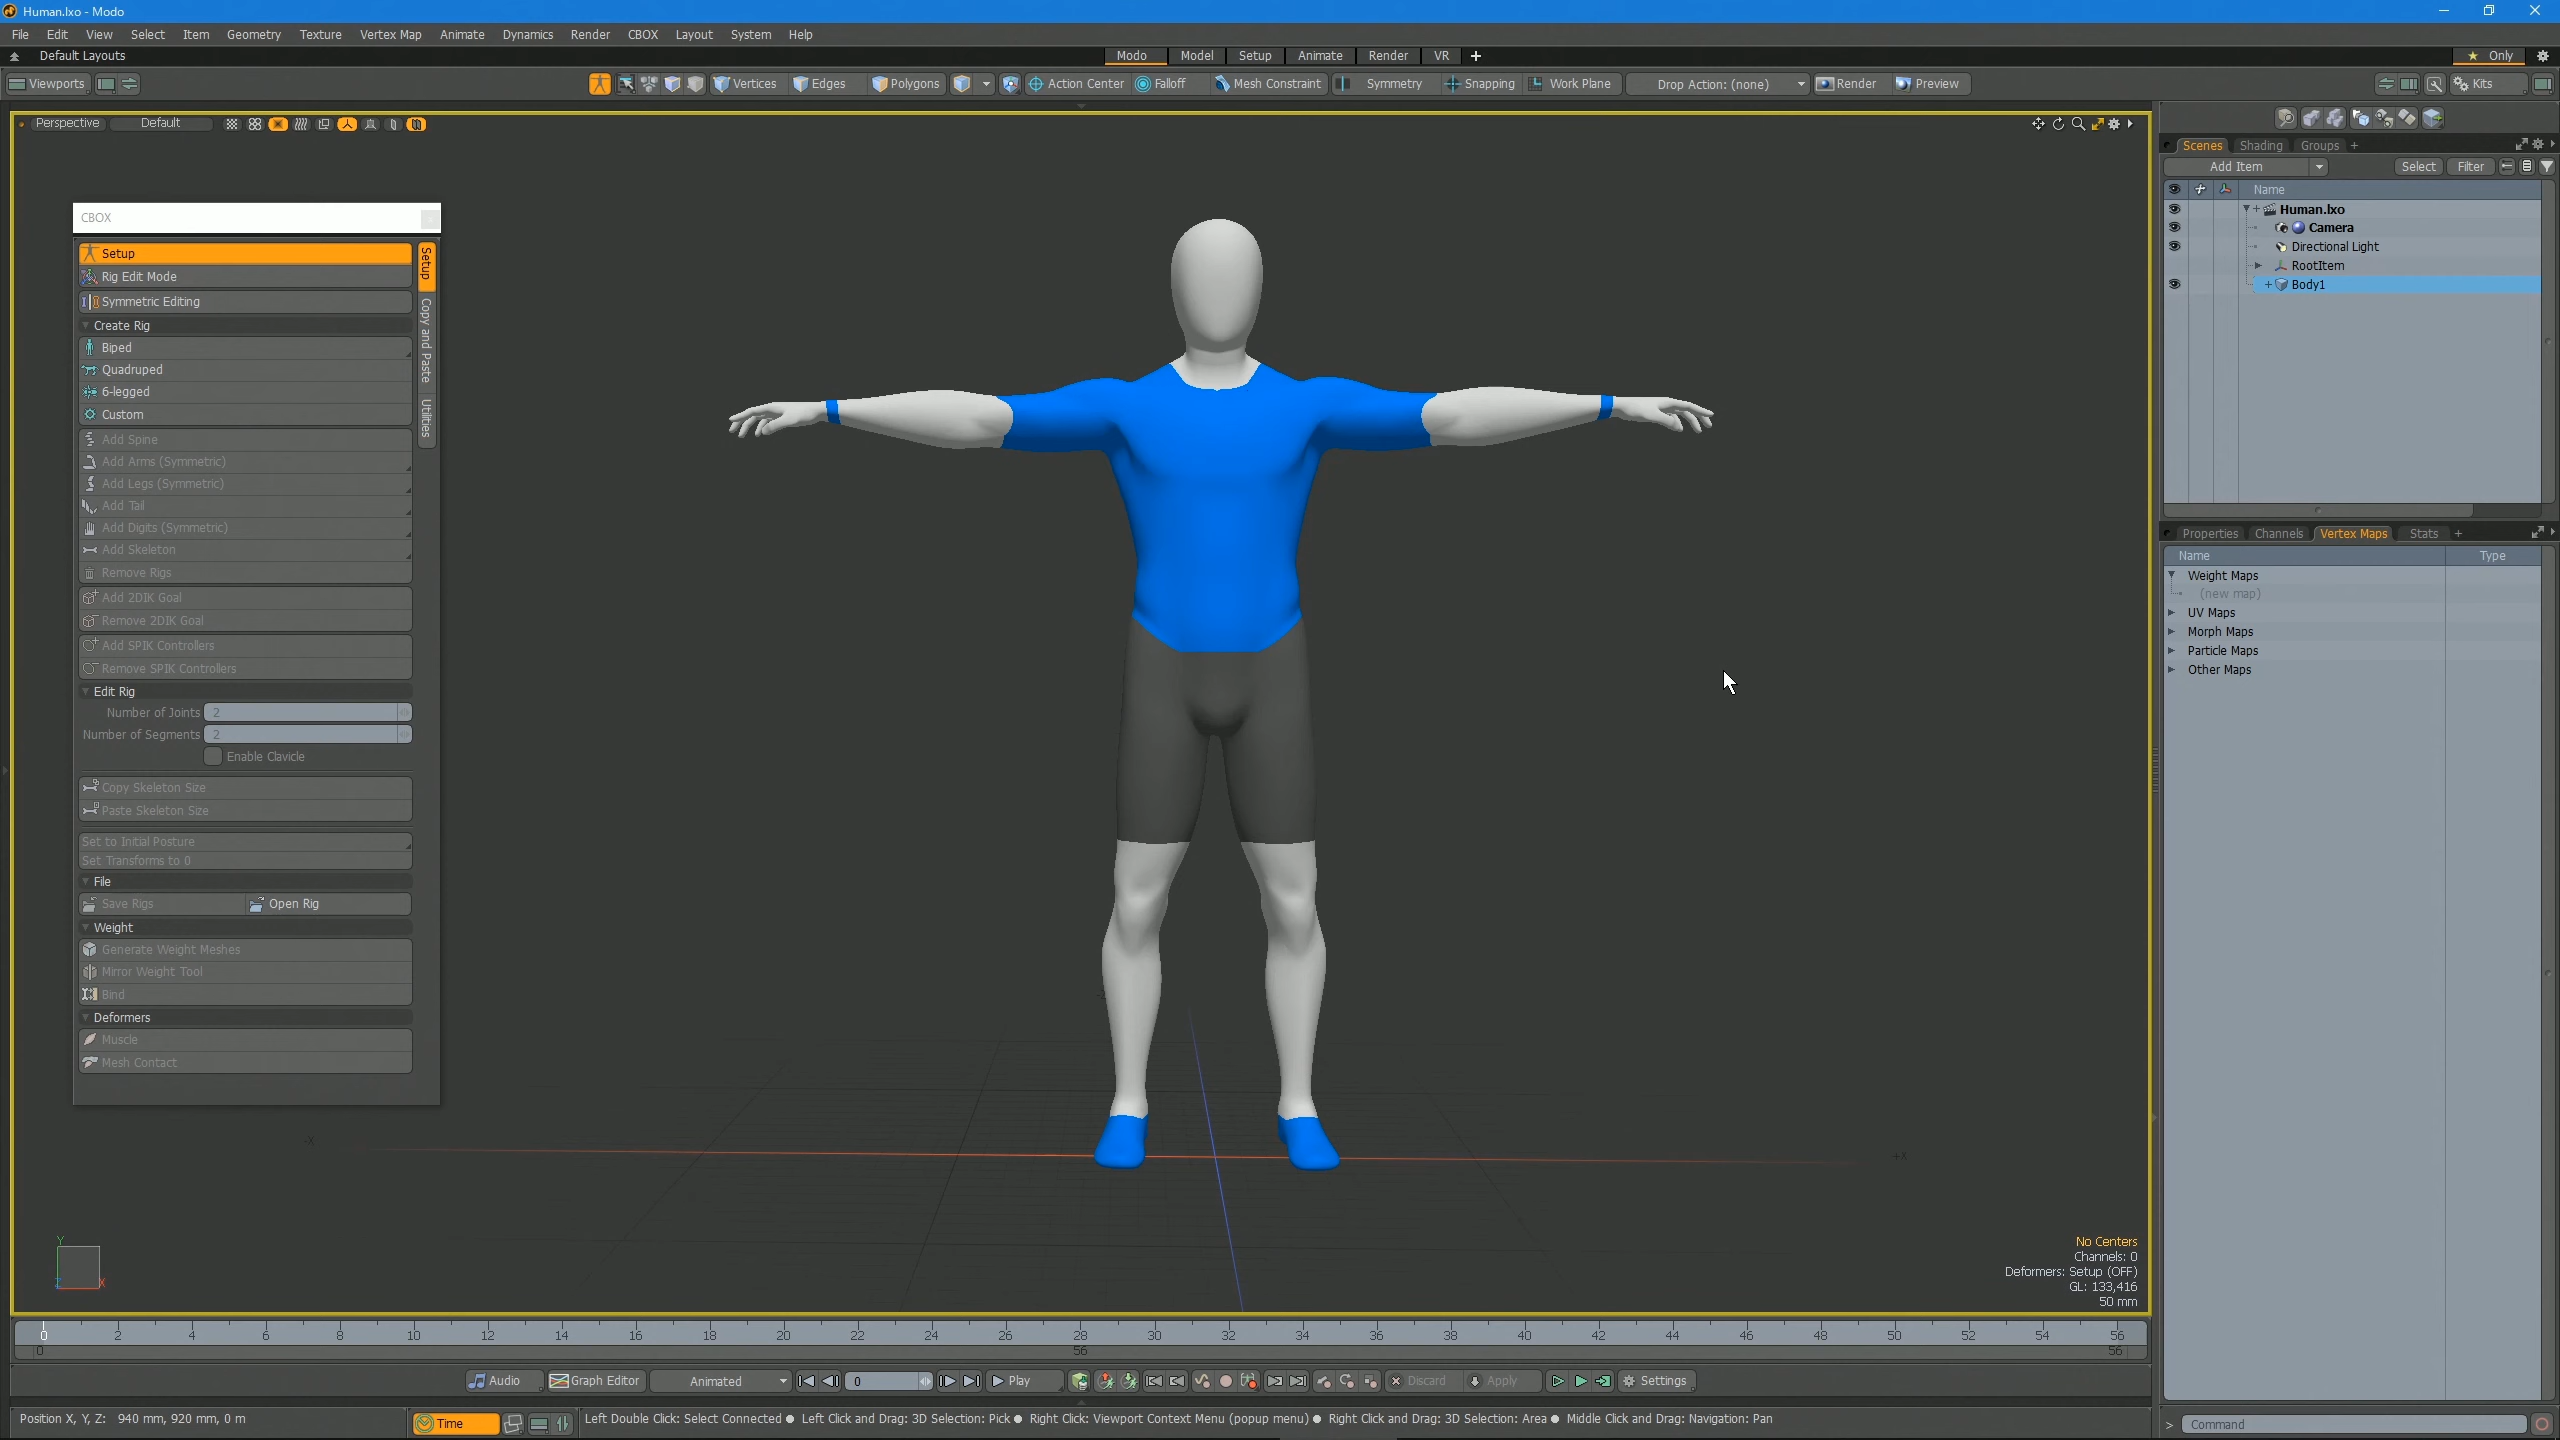 Human.lxo - Modo
File Edit View Select Item Geometry Texture Vertex Map Animate Dynamics Render CBOX Layout System Help
Default Layouts Modo Model Setup Animate Render VR + Only
Viewports Vertices Edges Polygons Action Center Falloff Mesh Constraint Symmetry Snapping Work Plane Drop Action: (none) Render Preview Kits
Perspective Default
CBOX
Setup
Rig Edit Mode
Symmetric Editing
Create Rig
Biped
Quadruped
6-legged
Custom
Add Spine
Add Arms (Symmetric)
Add Legs (Symmetric)
Add Tail
Add Digits (Symmetric)
Add Skeleton
Remove Rigs
Add 2DIK Goal
Remove 2DIK Goal
Add SPIK Controllers
Remove SPIK Controllers
Edit Rig
Number of Joints 2
Number of Segments 2
Enable Clavicle
Copy Skeleton Size
Paste Skeleton Size
Set to Initial Posture
Set Transforms to 0
File
Save Rigs Open Rig
Weight
Generate Weight Meshes
Mirror Weight Tool
Bind
Deformers
Muscle
Mesh Contact
Setup
Copy and Paste
Utilities
-X
+X
Y
Z X
No Centers
Channels: 0
Deformers: Setup (OFF)
GL: 133,416
50 mm
Scenes Shading Groups +
Add Item Select Filter
Name
Human.lxo
Camera
Directional Light
RootItem
Body1
Properties Channels Vertex Maps Stats +
Name Type
Weight Maps
(new map)
UV Maps
Morph Maps
Particle Maps
Other Maps
0 2 4 6 8 10 12 14 16 18 20 22 24 26 28 30 32 34 36 38 40 42 44 46 48 50 52 54 56
0 56 56
Audio Graph Editor Animated 0 Play Discard Apply Settings
Position X, Y, Z: 940 mm, 920 mm, 0 m Time Left Double Click: Select Connected ● Left Click and Drag: 3D Selection: Pick ● Right Click: Viewport Context Menu (popup menu) ● Right Click and Drag: 3D Selection: Area ● Middle Click and Drag: Navigation: Pan
> Command